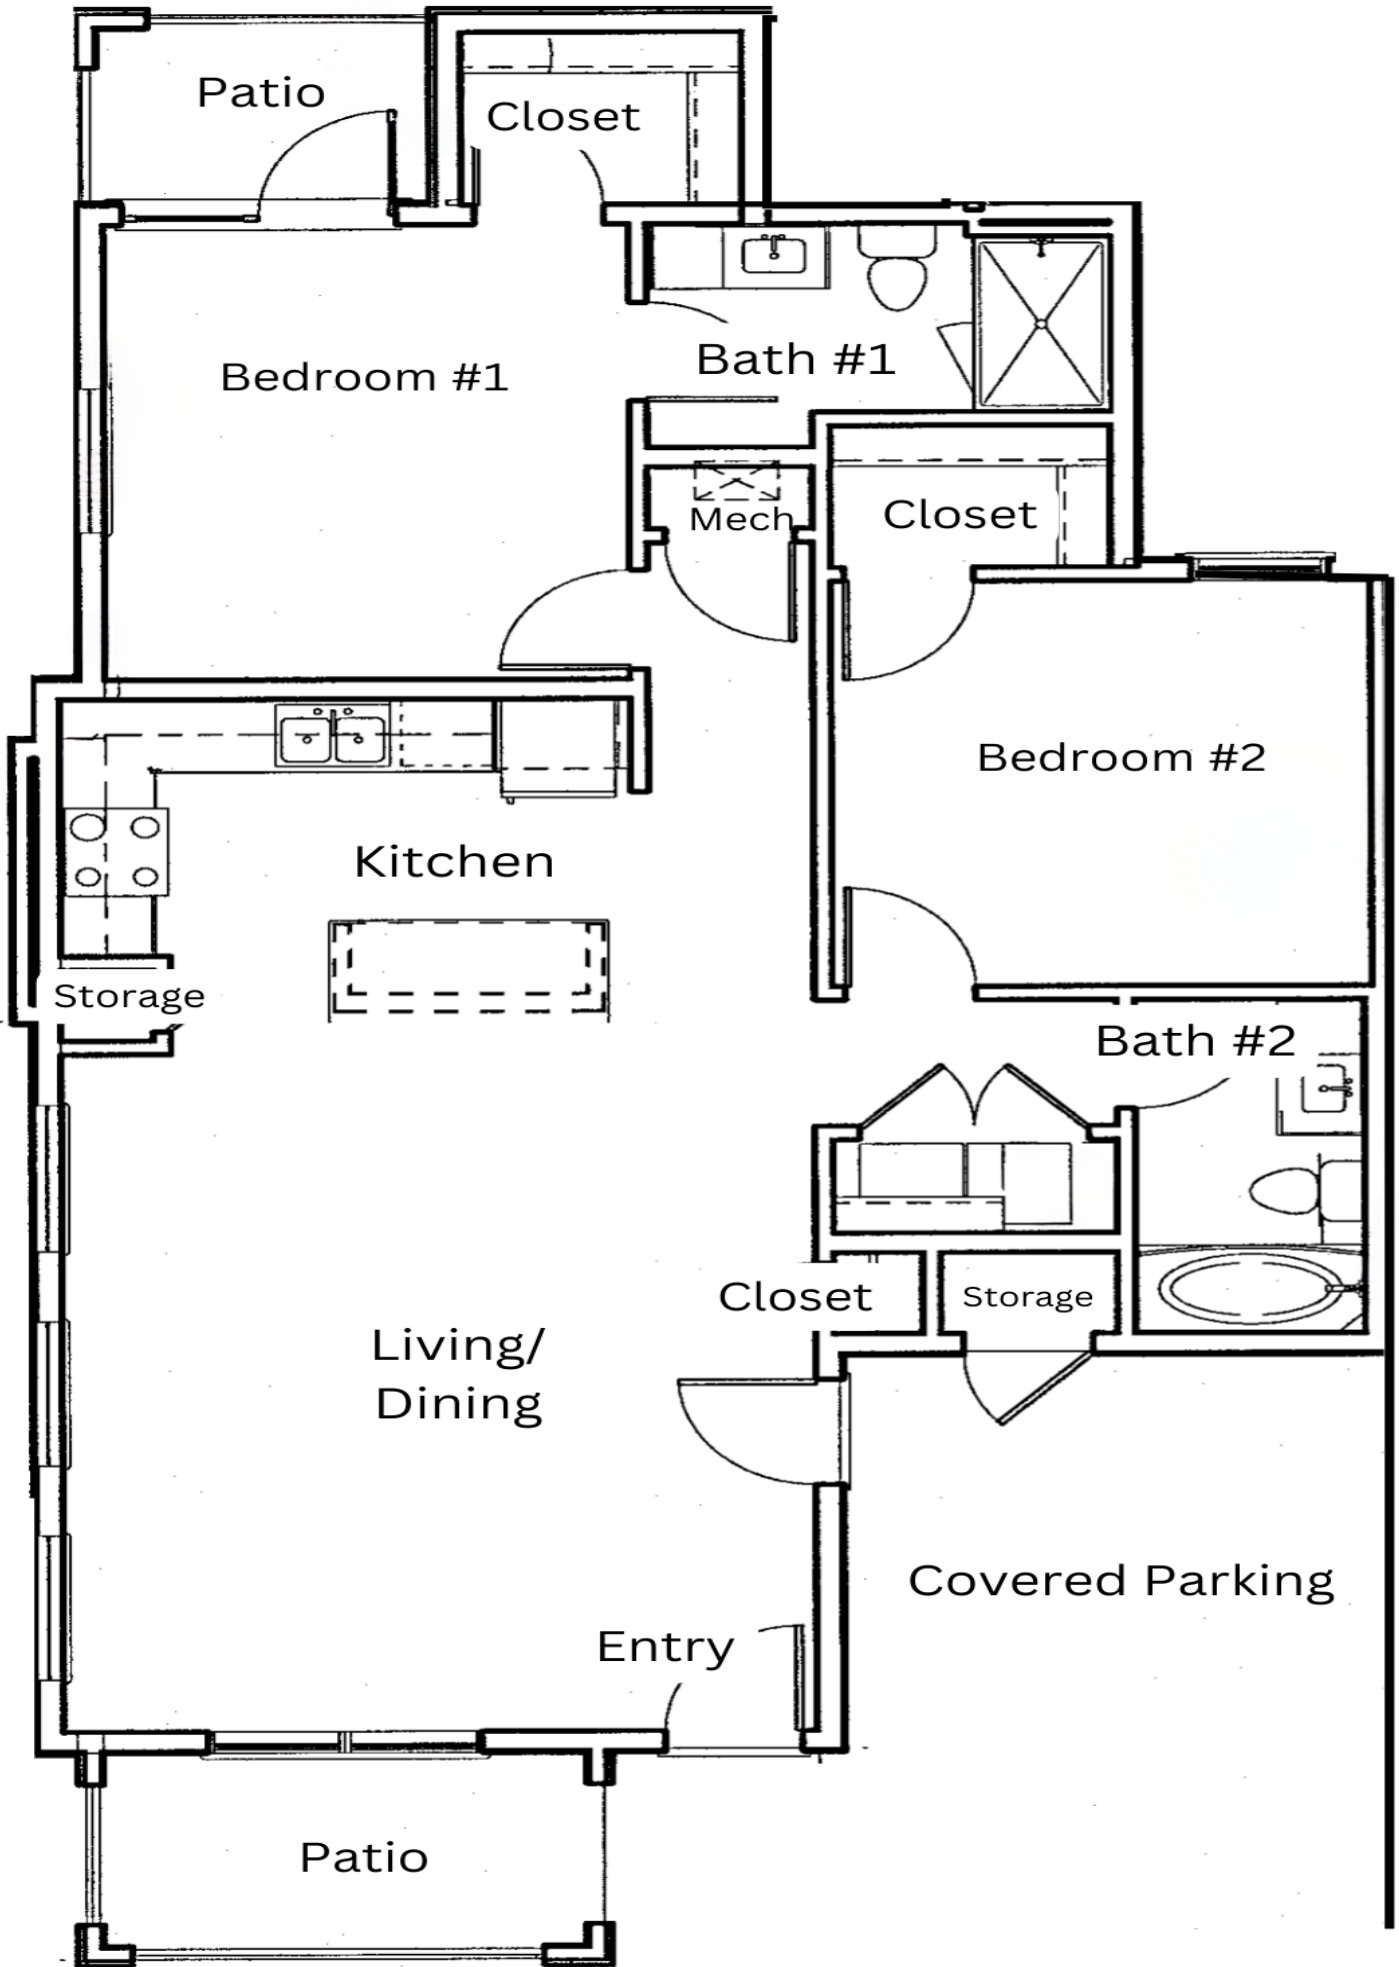 Patio
Closet
Bedroom #1
Bath #1
Mech
Closet
Bedroom #2
Kitchen
Storage
Bath #2
Closet
Storage
Living/
Dining
Covered Parking
Entry
Patio